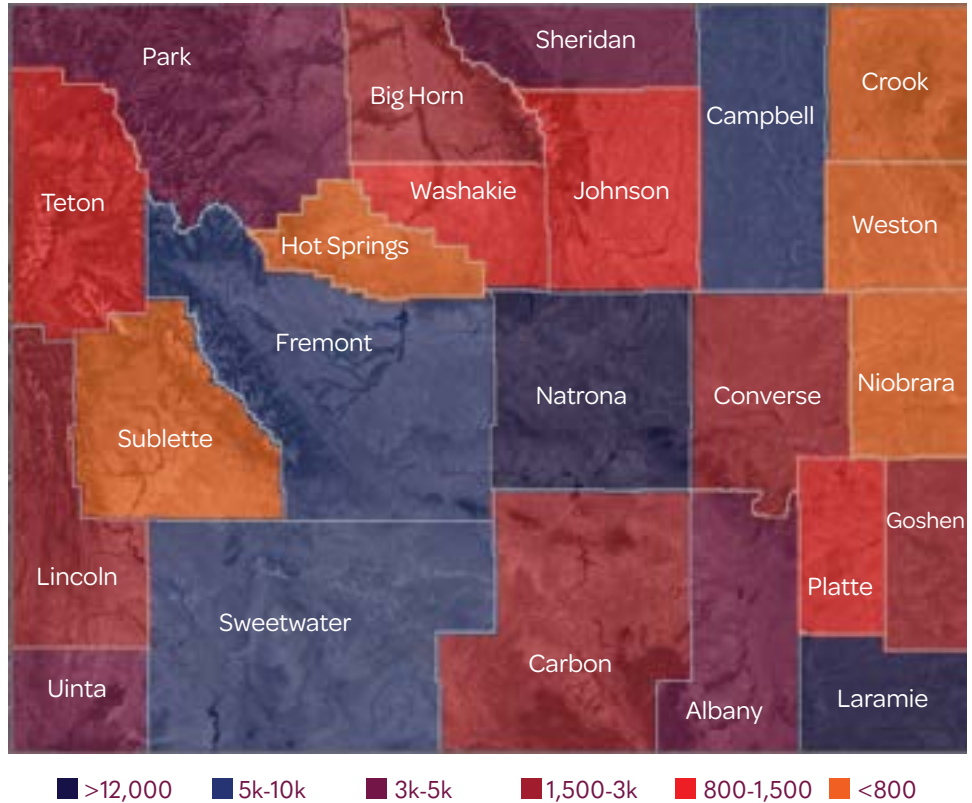 Park
Sheridan
Big Horn
Crook
Campbell
Teton
Washakie
Johnson
Weston
Hot Springs
Fremont
Natrona
Converse
Niobrara
Sublette
Goshen
Lincoln
Platte
Sweetwater
Carbon
Uinta
Albany
Laramie
>12,000 5k-10k 3k-5k 1,500-3k 800-1,500 <800